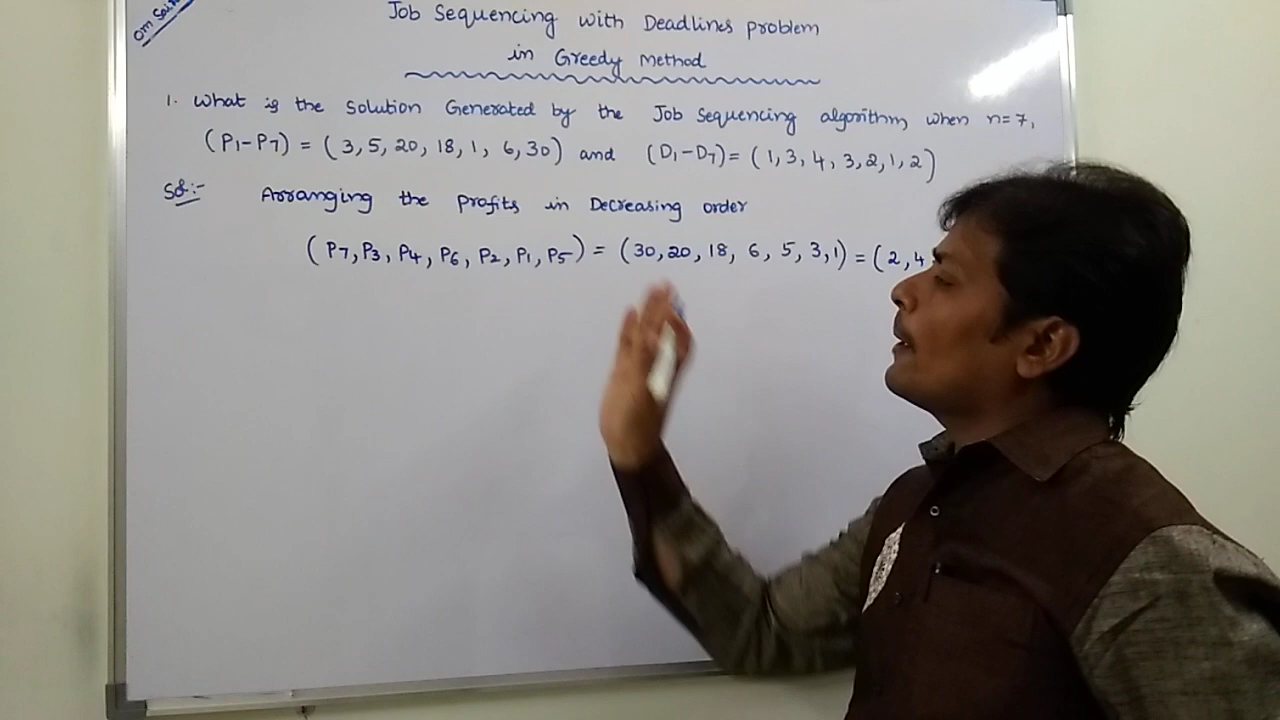 Om Sai
Job Sequencing with Deadlines problem
in Greedy Method
1. What is the Solution Generated by the Job Sequencing algorithm, when n=7,
(P1-P7) = (3, 5, 20, 18, 1, 6, 30) and (D1-D7) = (1, 3, 4, 3, 2, 1, 2)
Sol:- Arranging the profits in Decreasing order
(P7, P3, P4, P6, P2, P1, P5) = (30, 20, 18, 6, 5, 3, 1) = (2, 4